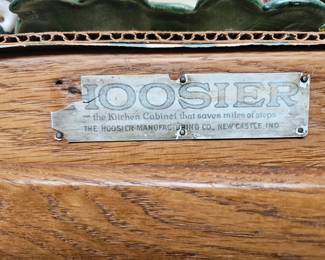 HOOSIER
the Kitchen Cabinet that saves miles of steps
THE HOOSIER MANUFACTURING CO., NEW CASTLE, IND.